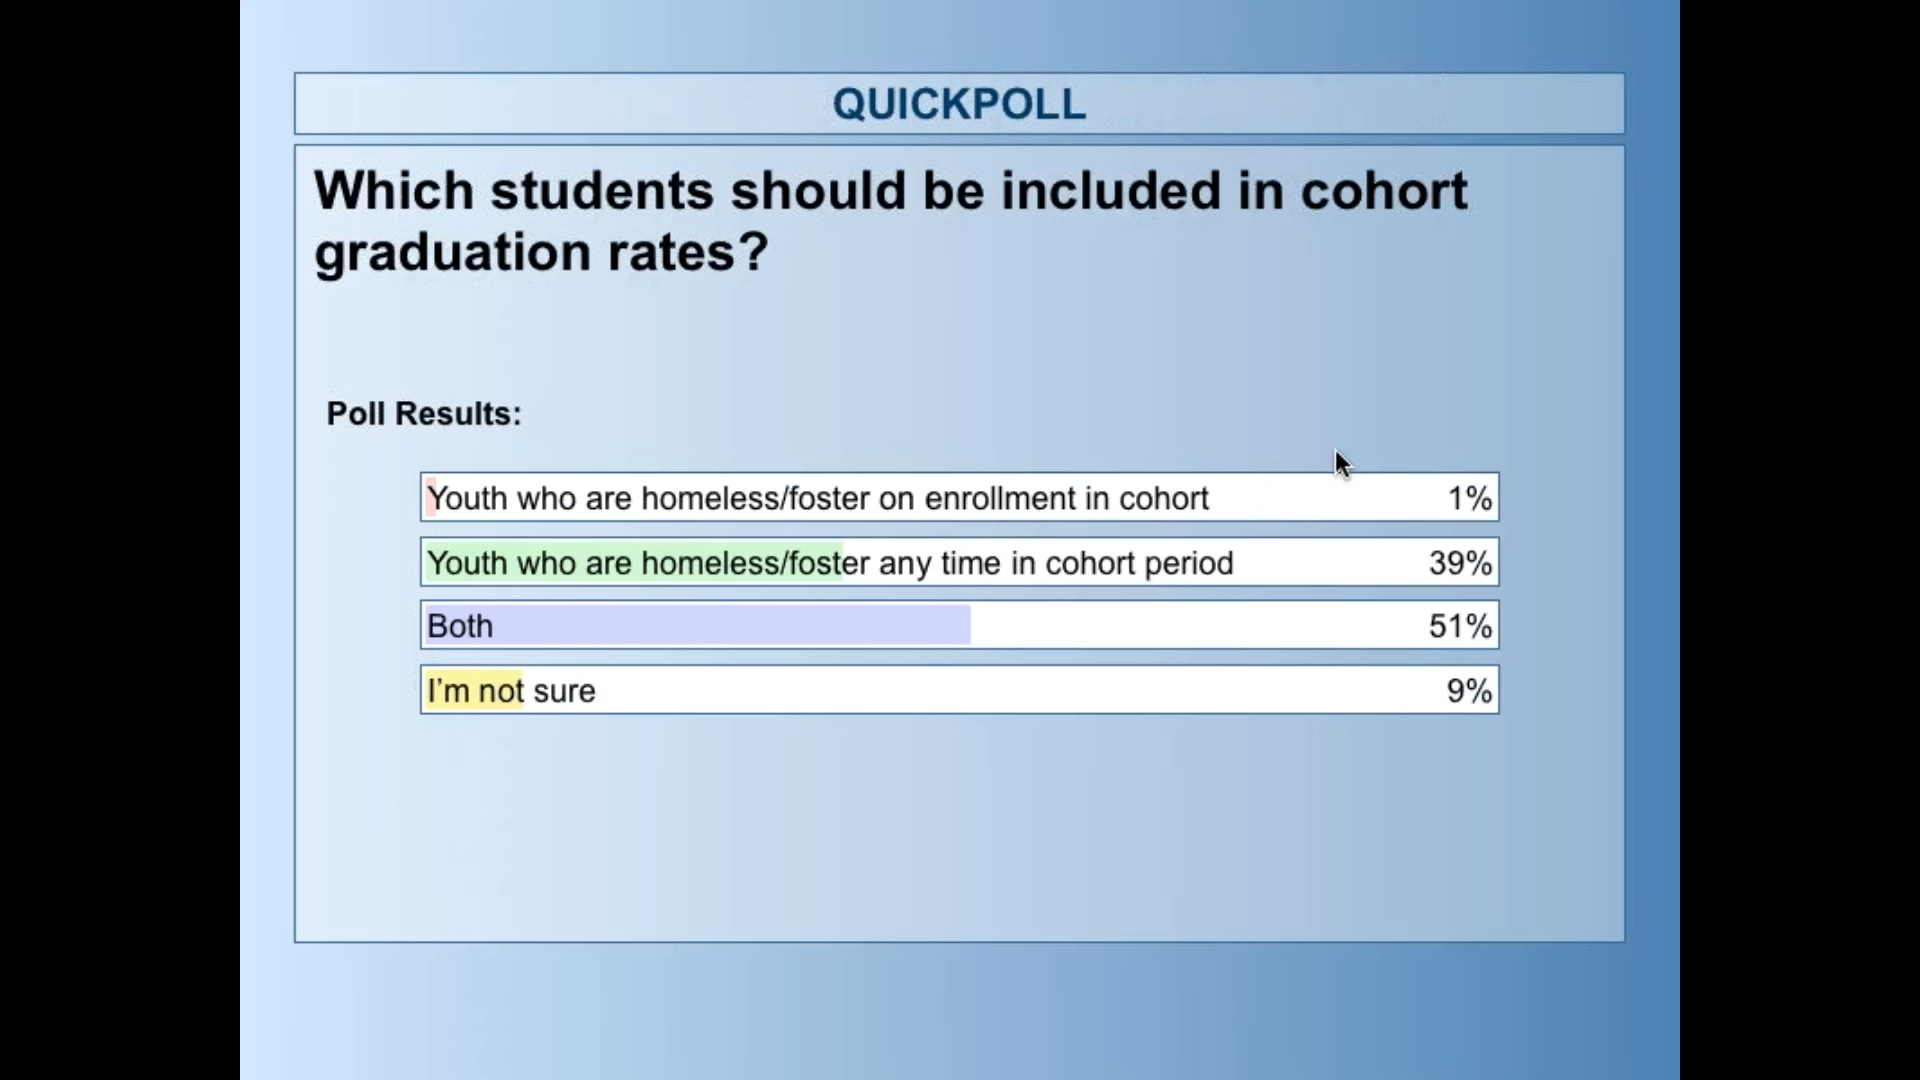 QUICKPOLL
Which students should be included in cohort
graduation rates?
Poll Results:
Youth who are homeless/foster on enrollment in cohort 1%
Youth who are homeless/foster any time in cohort period 39%
Both 51%
I’m not sure 9%